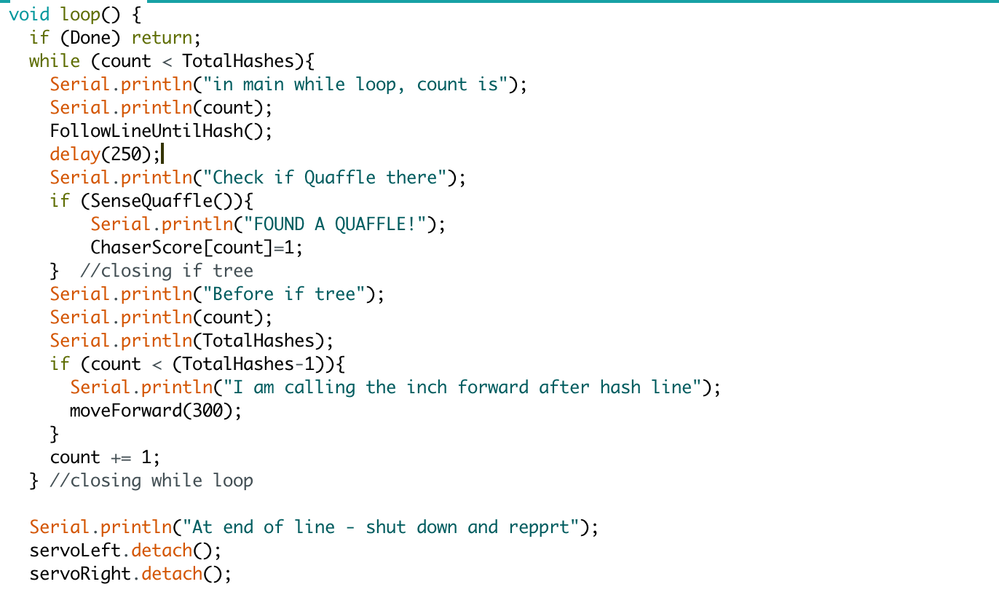 void loop() {
  if (Done) return;
  while (count < TotalHashes){
    Serial.println("in main while loop, count is");
    Serial.println(count);
    FollowLineUntilHash();
    delay(250);
    Serial.println("Check if Quaffle there");
    if (SenseQuaffle()){
        Serial.println("FOUND A QUAFFLE!");
        ChaserScore[count]=1;
    }  //closing if tree
    Serial.println("Before if tree");
    Serial.println(count);
    Serial.println(TotalHashes);
    if (count < (TotalHashes-1)){
      Serial.println("I am calling the inch forward after hash line");
      moveForward(300);
    }
    count += 1;
  } //closing while loop

  Serial.println("At end of line - shut down and repprt");
  servoLeft.detach();
  servoRight.detach();